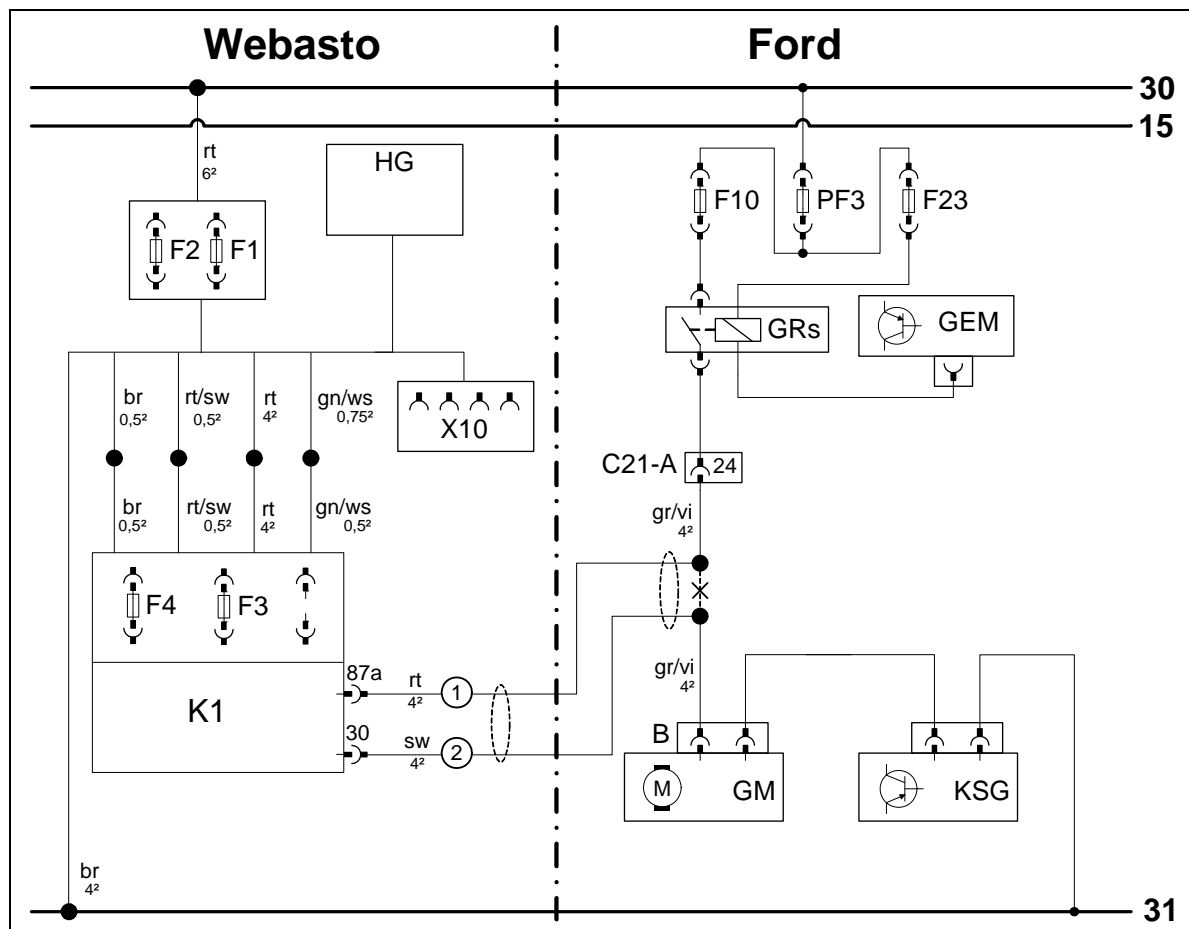 Webasto
Ford
30
15
rt
6²
HG
F2
F1
F10
PF3
F23
GRs
GEM
br
0,5²
rt/sw
0,5²
rt
4²
gn/ws
0,75²
X10
C21-A
24
br
0,5²
rt/sw
0,5²
rt
4²
gn/ws
0,5²
gr/vi
4²
F4
F3
87a
rt
4²
1
gr/vi
4²
K1
30
sw
4²
2
B
M
GM
KSG
br
4²
31